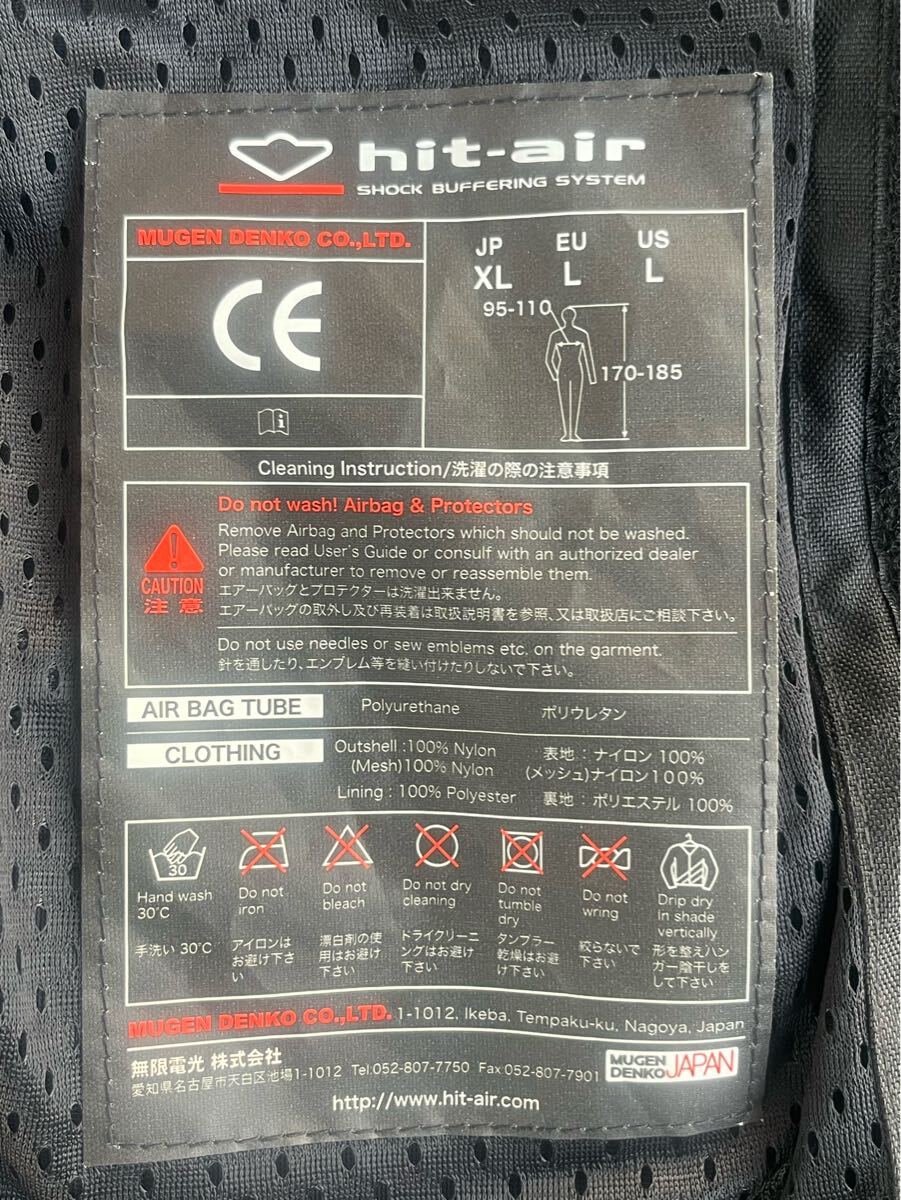 hit-air
SHOCK BUFFERING SYSTEM
MUGEN DENKO CO.,LTD.
CE
JP EU US
XL L L
95-110
170-185
Cleaning Instruction/洗濯の際の注意事項
CAUTION
注 意
Do not wash! Airbag & Protectors
Remove Airbag and Protectors which should not be washed.
Please read User's Guide or consulf with an authorized dealer
or manufacturer to remove or reassemble them.
エアーバッグとプロテクターは洗濯出来ません。
エアーバッグの取外し及び再装着は取扱説明書を参照、又は取扱店にご相談下さい。
Do not use needles or sew emblems etc. on the garment.
針を通したり、エンブレム等を縫い付けたりしないで下さい。
AIR BAG TUBE Polyurethane ポリウレタン
CLOTHING Outshell :100% Nylon 表地 : ナイロン 100%
(Mesh)100% Nylon (メッシュ)ナイロン100%
Lining : 100% Polyester 裏地 : ポリエステル 100%
30
Hand wash
30℃
手洗い 30℃
Do not
iron
アイロンは
お避け下さ
い
Do not
bleach
漂白剤の使
用はお避け
下さい
Do not dry
cleaning
ドライクリーニ
ングはお避け
下さい
Do not
tumble
dry
タンブラー
乾燥はお避
け下さい
Do not
wring
絞らないで
下さい
Drip dry
in shade
vertically
形を整えハン
ガー陰干しを
して下さい
MUGEN DENKO CO.,LTD. 1-1012, Ikeba, Tempaku-ku, Nagoya, Japan
無限電光 株式会社
愛知県名古屋市天白区池場1-1012 Tel:052-807-7750 Fax:052-807-7901
MUGEN
DENKO JAPAN
http://www.hit-air.com